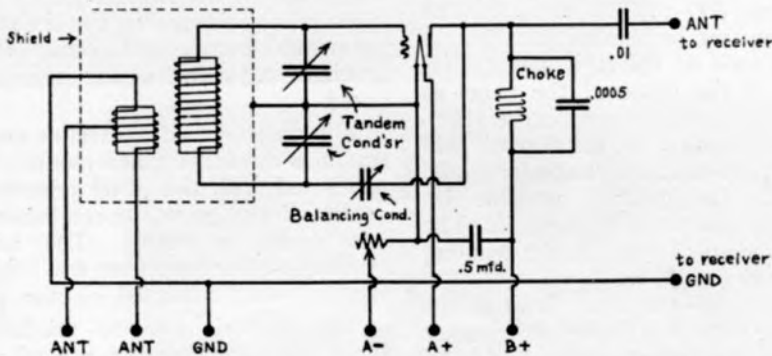 Shield
ANT
to receiver
.01
Choke
.0005
Tandem
Cond'sr
Balancing Cond.
.5 mfd.
to receiver
GND
ANT ANT GND A- A+ B+